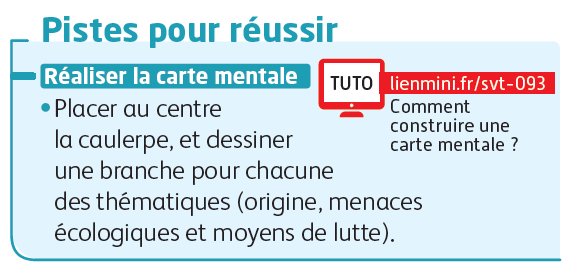 Pistes pour réussir
Réaliser la carte mentale
• Placer au centre
la caulerpe, et dessiner
une branche pour chacune
des thématiques (origine, menaces
écologiques et moyens de lutte).
TUTO
lienmini.fr/svt-093
Comment
construire une
carte mentale ?